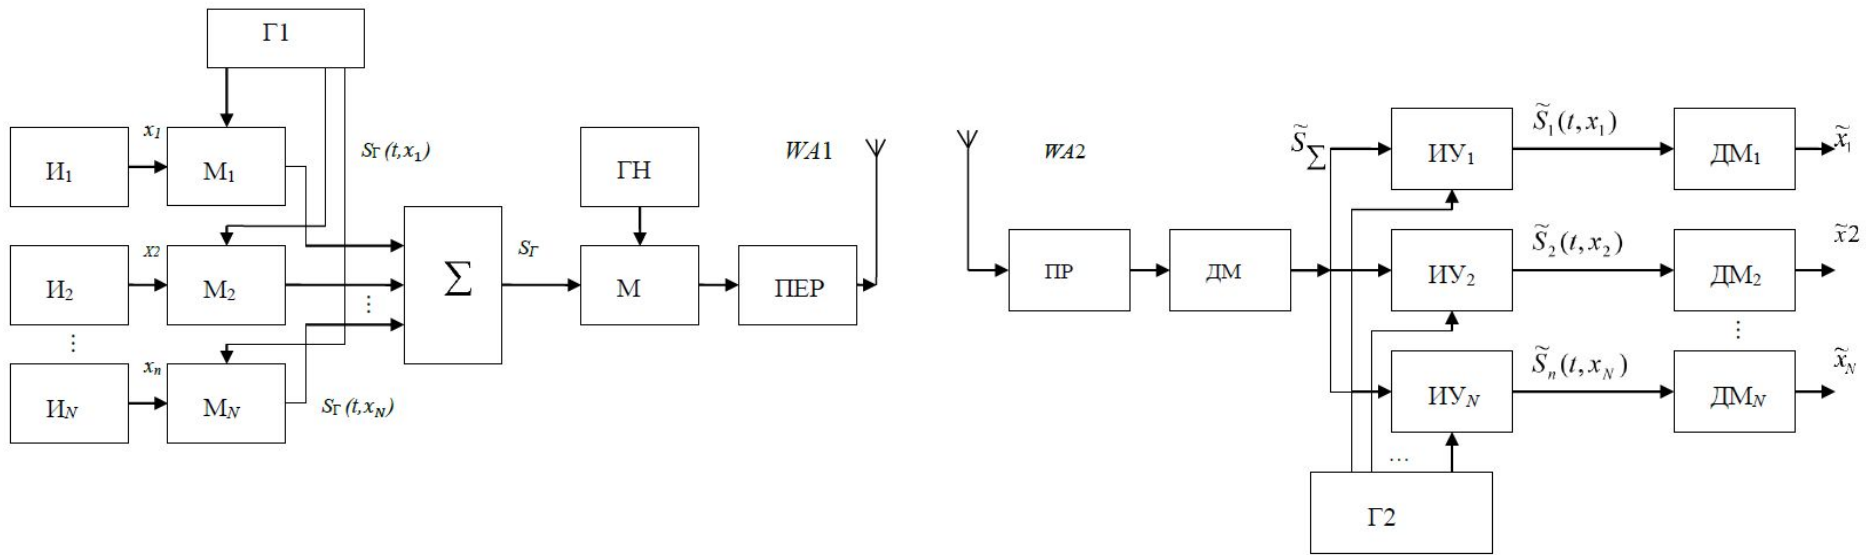 Г1
x1
И1
М1
SГ (t,x1)
ГН
WA1
x2
И2
М2
⋮
Σ
SГ
М
ПЕР
⋮
xn
ИN
МN
SГ (t,xN)
WA2
ПР
ДМ
S̃Σ
ИУ1
S̃1(t, x1)
ДМ1
x̃1
ИУ2
S̃2(t, x2)
ДМ2
x̃2
⋮
ИУN
S̃n(t, xN)
ДМN
x̃N
...
Г2